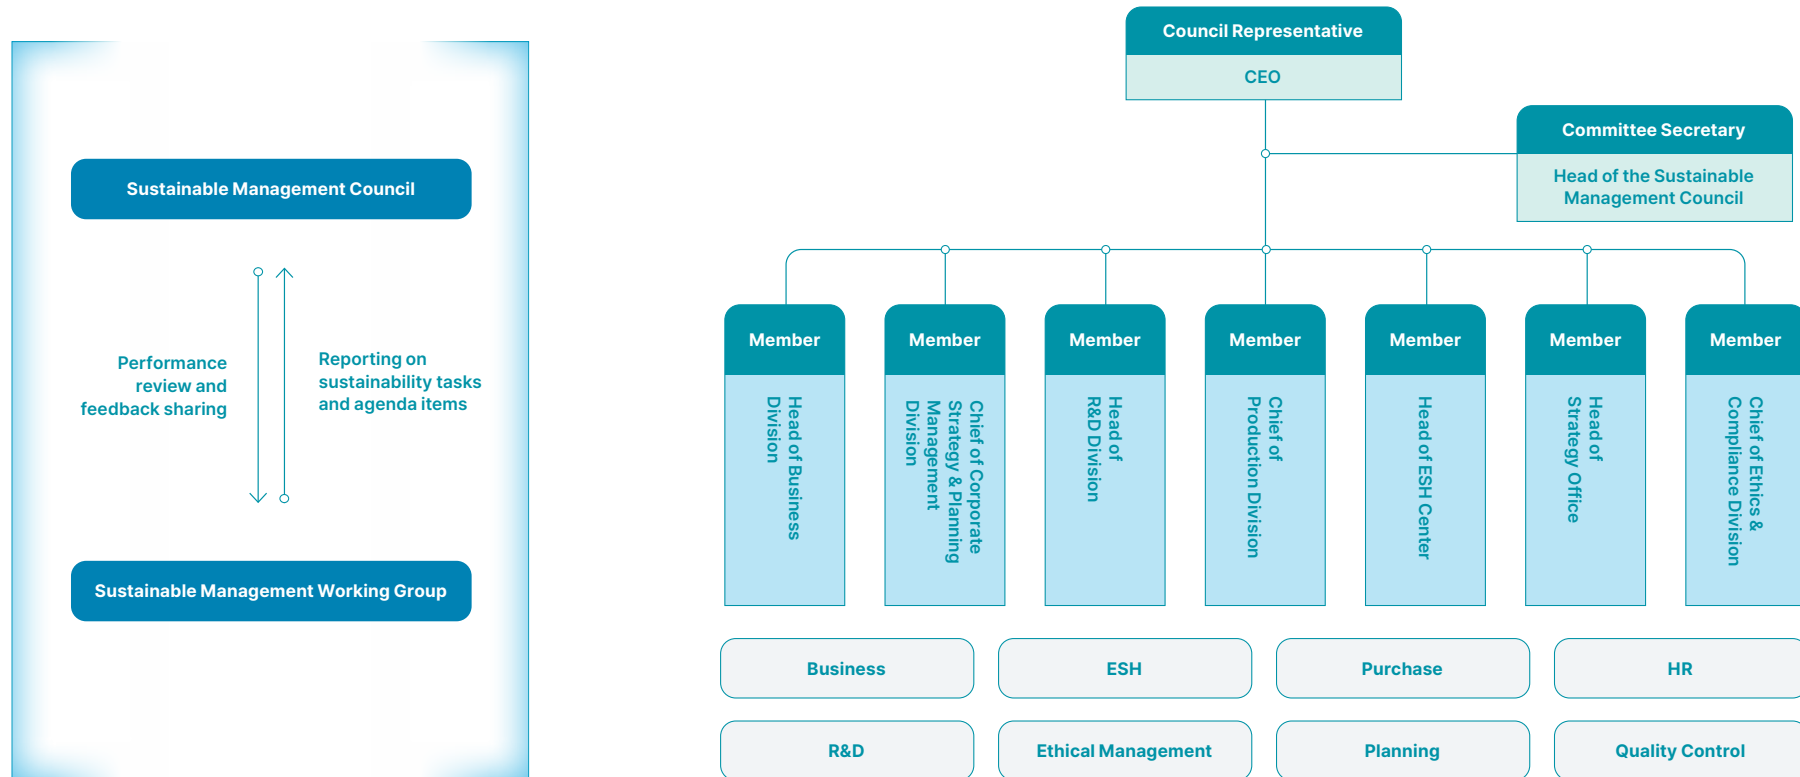 Sustainable Management Council
Performance
review and
feedback sharing
Reporting on
sustainability tasks
and agenda items
Sustainable Management Working Group
Council Representative
CEO
Committee Secretary
Head of the Sustainable
Management Council
Member
Head of Business
Division
Member
Chief of Corporate
Strategy & Planning
Management
Division
Member
Head of
R&D Division
Member
Chief of
Production Division
Member
Head of ESH Center
Member
Head of
Strategy Office
Member
Chief of Ethics &
Compliance Division
Business
ESH
Purchase
HR
R&D
Ethical Management
Planning
Quality Control